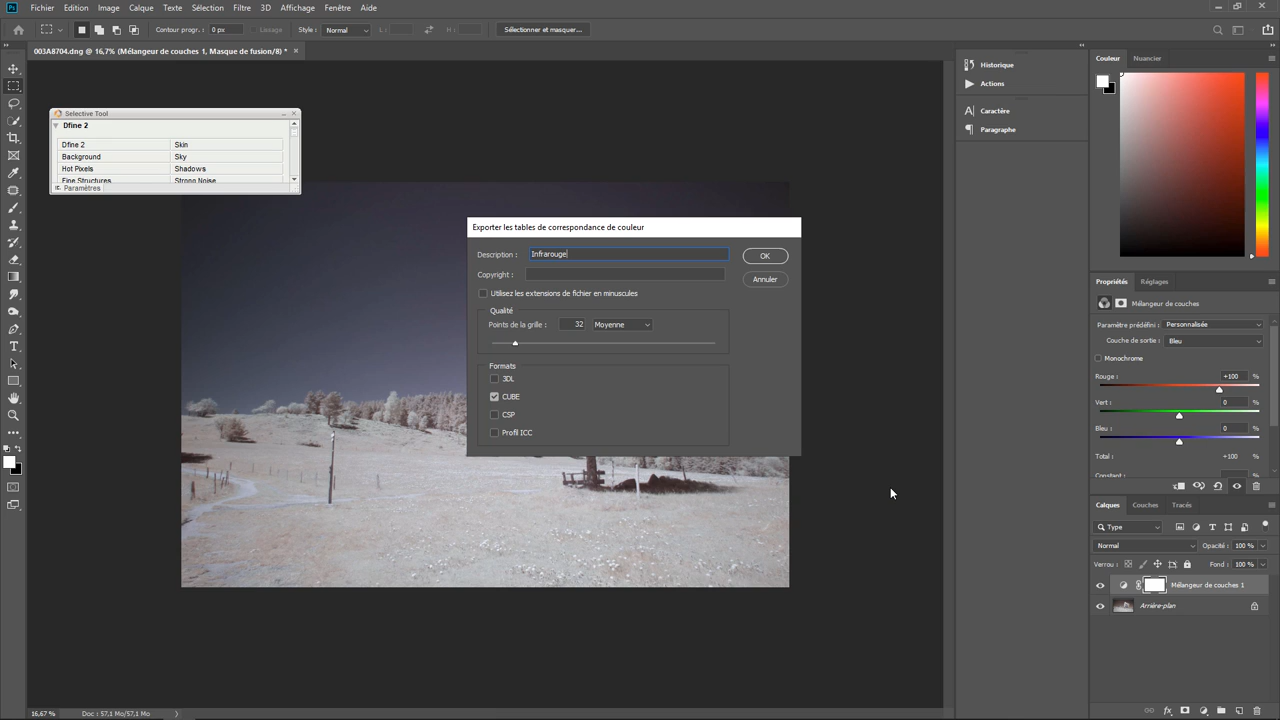 Ps Fichier Edition Image Calque Texte Sélection Filtre 3D Affichage Fenêtre Aide
Contour progr. : 0 px Lissage Style : Normal L : H : Sélectionner et masquer...
003A8704.dng @ 16,7% (Mélangeur de couches 1, Masque de fusion/8) *
Selective Tool
Dfine 2
Dfine 2 Skin
Background Sky
Hot Pixels Shadows
Fine Structures Strong Noise
Paramètres
Exporter les tables de correspondance de couleur
Description : Infrarouge
OK
Copyright :
Annuler
Utilisez les extensions de fichier en minuscules
Qualité
Points de la grille : 32 Moyenne
Formats
3DL
CUBE
CSP
Profil ICC
Historique
Actions
Caractère
Paragraphe
Couleur Nuancier
Propriétés Réglages
Mélangeur de couches
Paramètre prédéfini : Personnalisée
Couche de sortie : Bleu
Monochrome
Rouge : +100 %
Vert : 0 %
Bleu : 0 %
Total : +100 %
Constant : %
Calques Couches Tracés
Type
Normal Opacité : 100 %
Verrou : Fond : 100 %
Mélangeur de couches 1
Arrière-plan
16,67 % Doc : 57,1 Mo/57,1 Mo